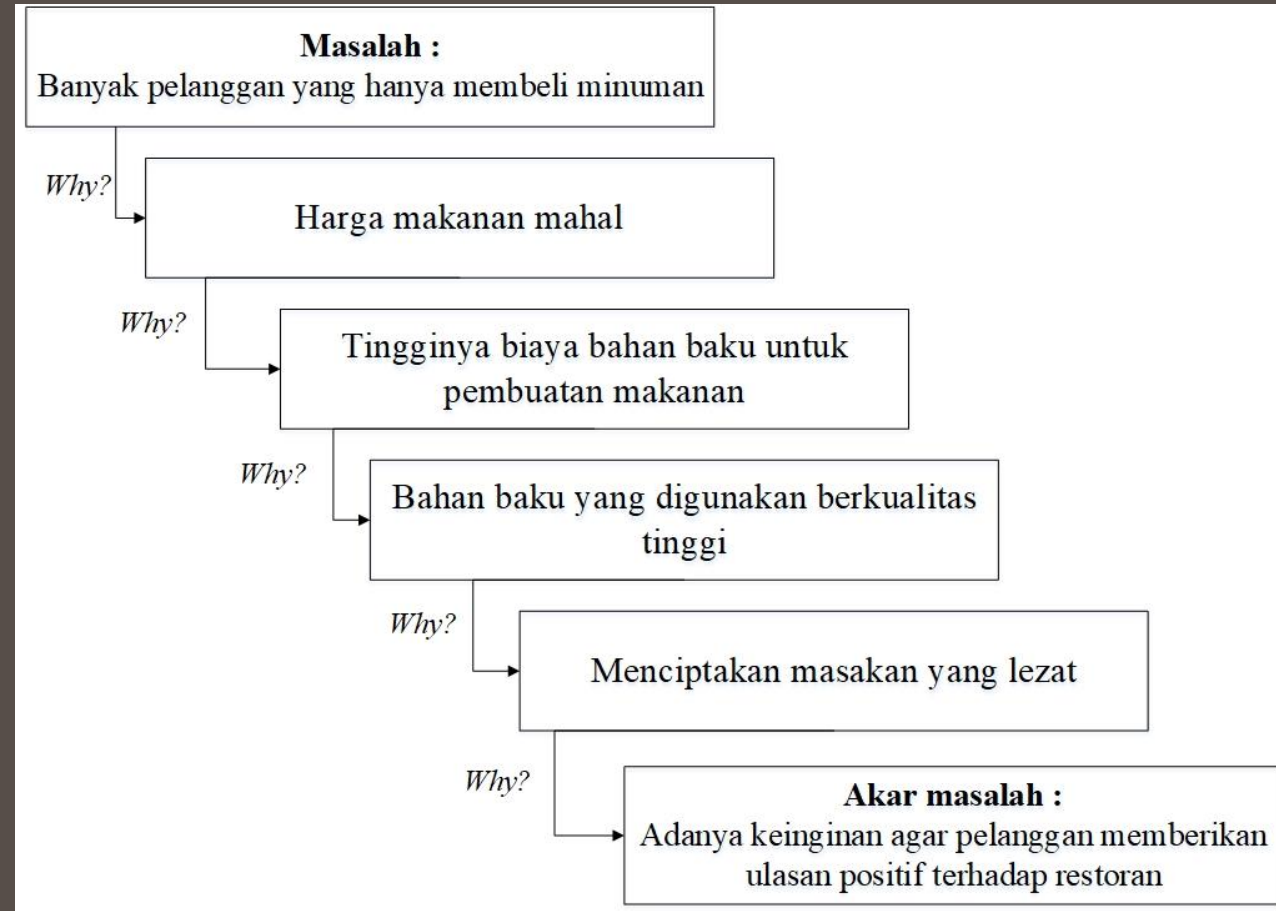 Masalah :
Banyak pelanggan yang hanya membeli minuman
Why?
Harga makanan mahal
Why?
Tingginya biaya bahan baku untuk
pembuatan makanan
Why?
Bahan baku yang digunakan berkualitas
tinggi
Why?
Menciptakan masakan yang lezat
Why?
Akar masalah :
Adanya keinginan agar pelanggan memberikan
ulasan positif terhadap restoran